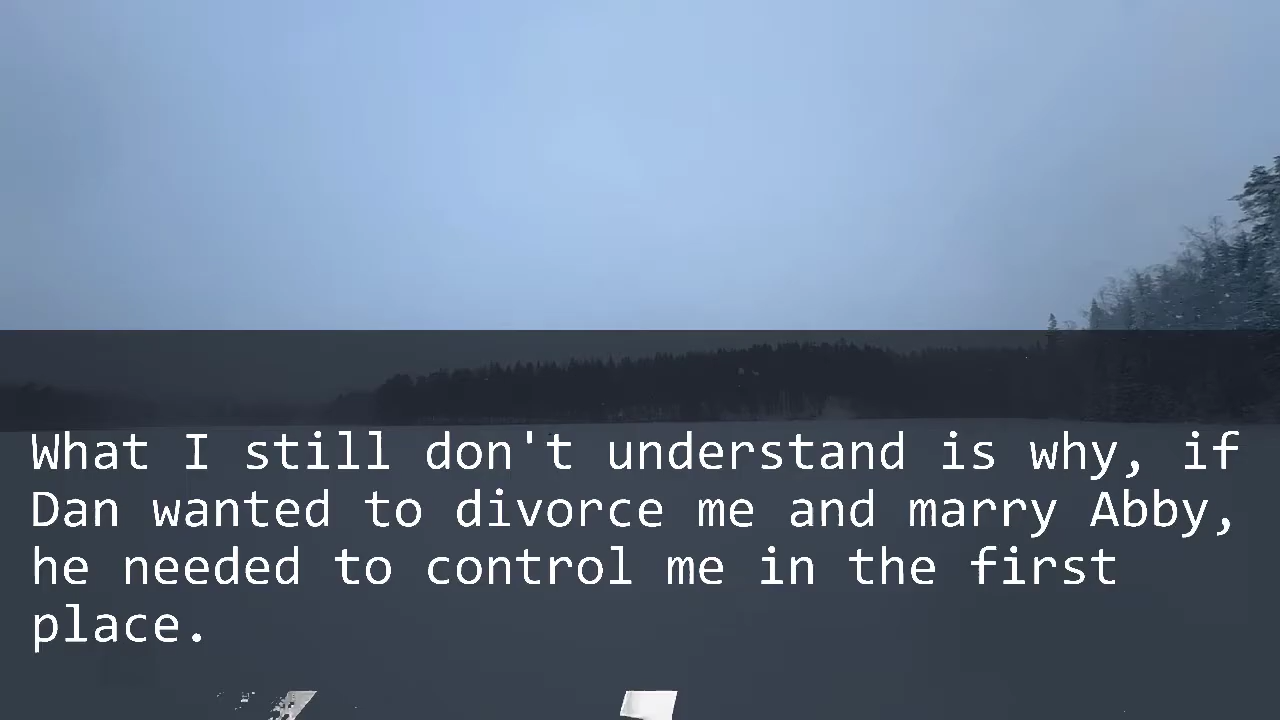 What I still don't understand is why, if
Dan wanted to divorce me and marry Abby,
he needed to control me in the first
place.